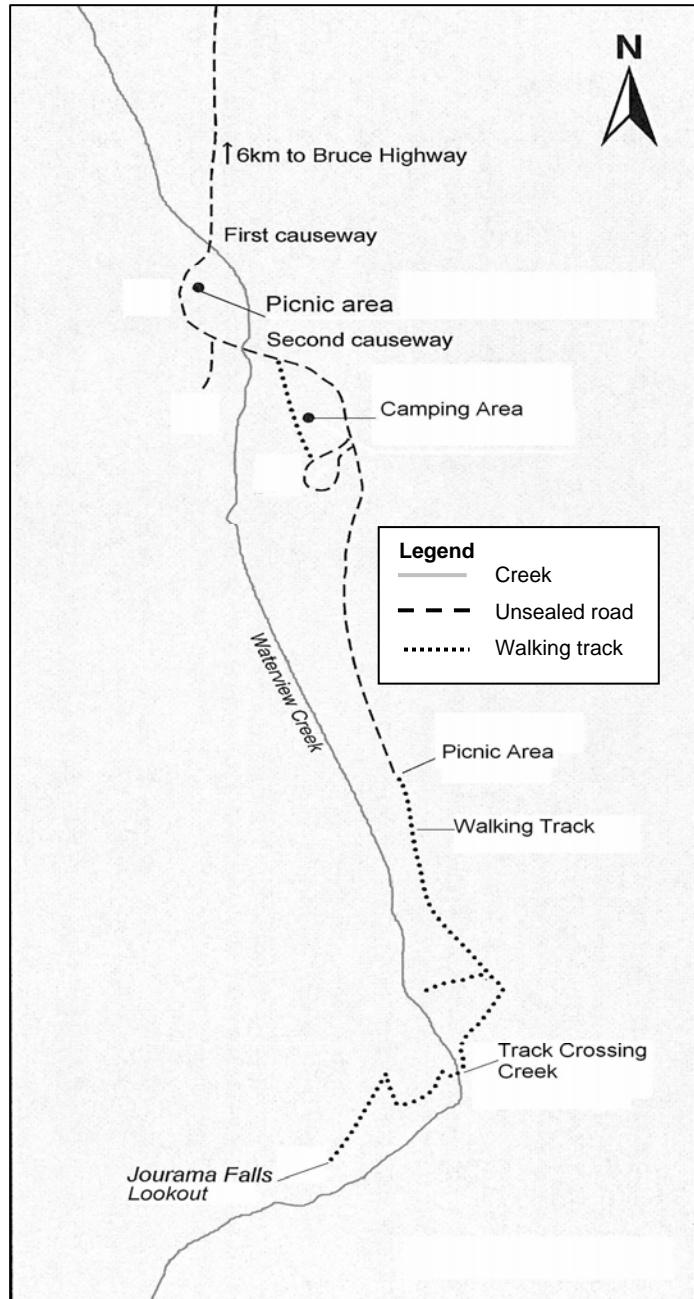 N
↑6km to Bruce Highway
First causeway
Picnic area
Second causeway
Camping Area
Legend
Creek
Unsealed road
Walking track
Waterview Creek
Picnic Area
Walking Track
Track Crossing
Creek
Jourama Falls
Lookout